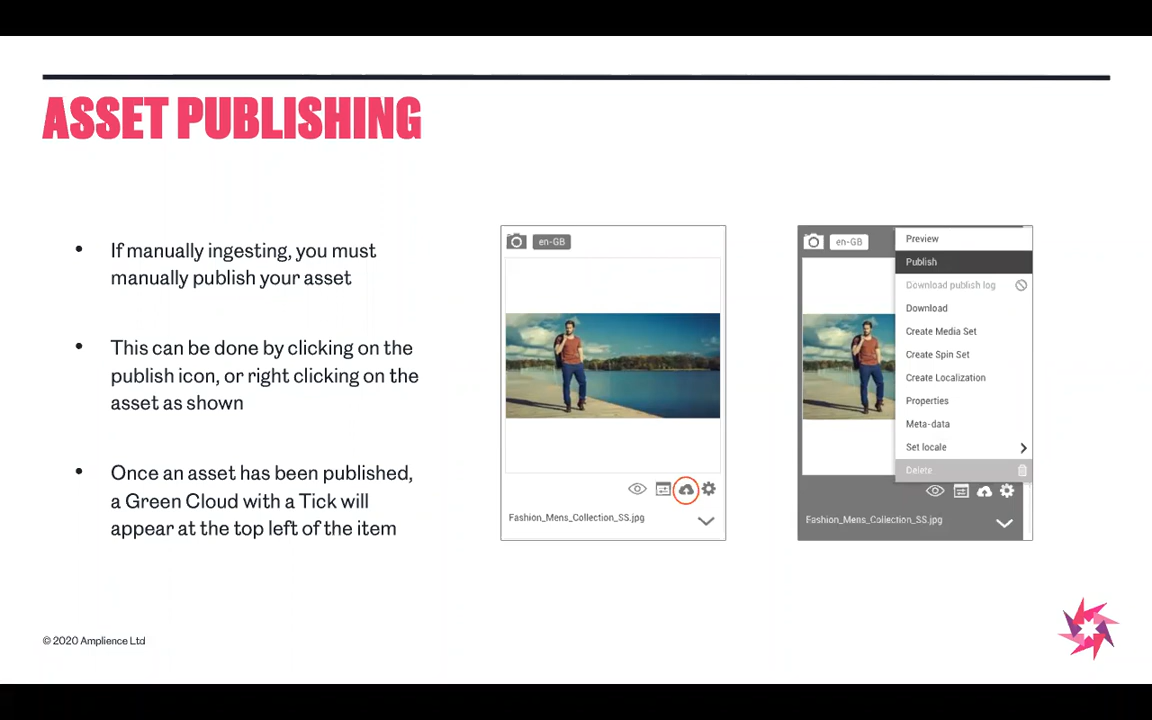 ASSET PUBLISHING
• If manually ingesting, you must
manually publish your asset
• This can be done by clicking on the
publish icon, or right clicking on the
asset as shown
• Once an asset has been published,
a Green Cloud with a Tick will
appear at the top left of the item
en-GB
Fashion_Mens_Collection_SS.jpg
en-GB
Preview
Publish
Download publish log
Download
Create Media Set
Create Spin Set
Create Localization
Properties
Meta-data
Set locale
Delete
Fashion_Mens_Collection_SS.jpg
© 2020 Amplience Ltd